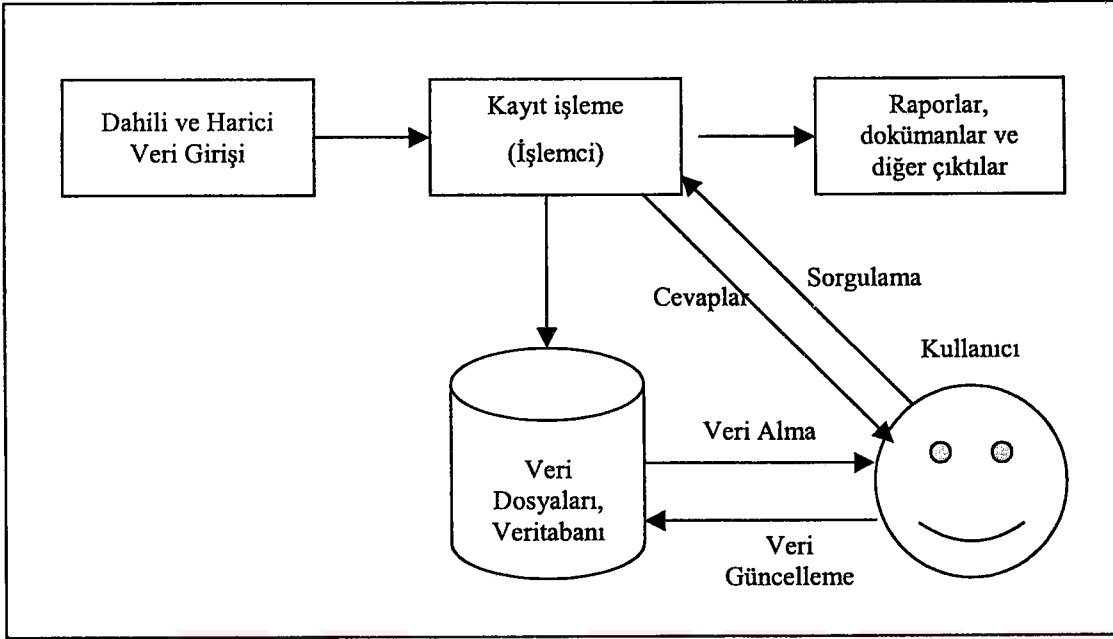 Dahili ve Harici
Veri Girişi
Kayıt işleme
(İşlemci)
Raporlar,
dokümanlar ve
diğer çıktılar
Cevaplar
Sorgulama
Kullanıcı
Veri
Dosyaları,
Veritabanı
Veri Alma
Veri
Güncelleme